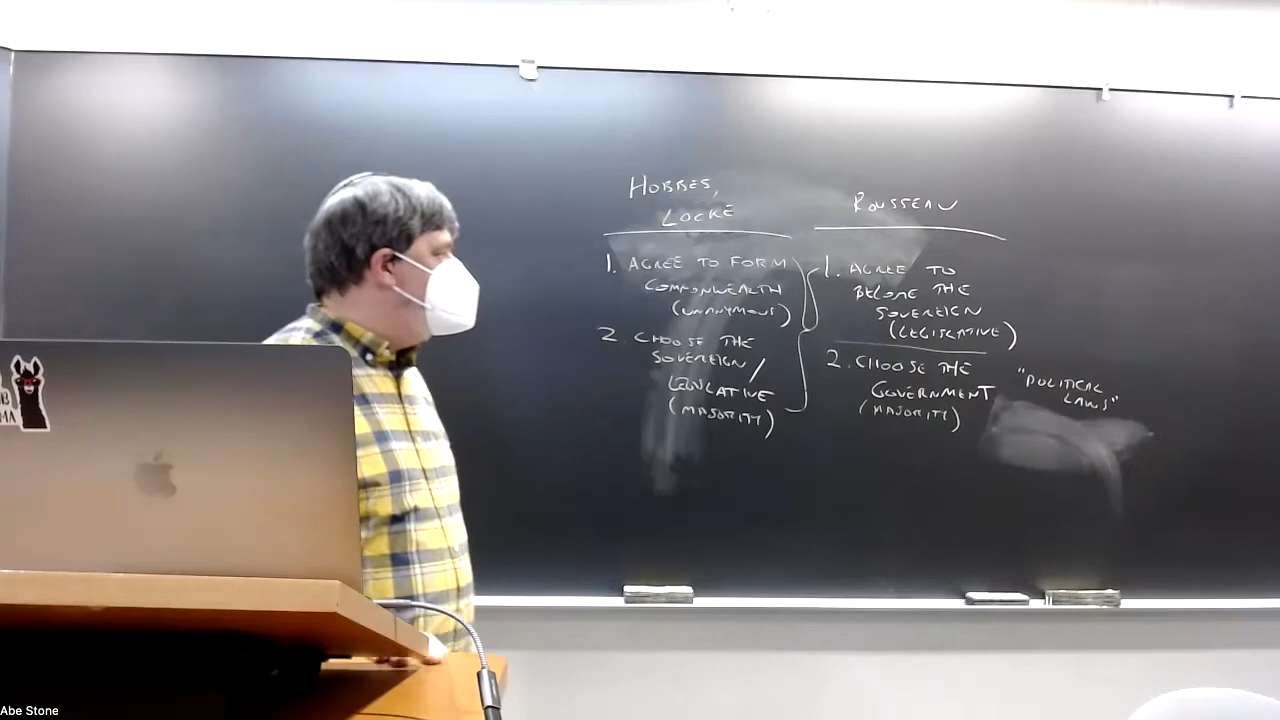 HOBBES,
LOCKE
1. AGREE TO FORM
COMMONWEALTH
(UNANYMOUS)
2. CHOOSE THE
SOVEREIGN /
LEGISLATIVE
(MAJORITY)
ROUSSEAU
1. AGREE TO
BECOME THE
SOVEREIGN
(LEGISLATIVE)
2. CHOOSE THE
GOVERNMENT
(MAJORITY)
"POLITICAL
LAWS"
Abe Stone